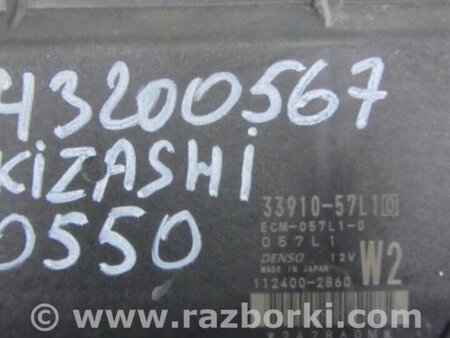 43200567
KiZASHi
0550
33910-57L1 0
ECM-057L1-0
057L1
DENSO 12V
W2
MADE IN JAPAN
112400-2860
www.razborki.com